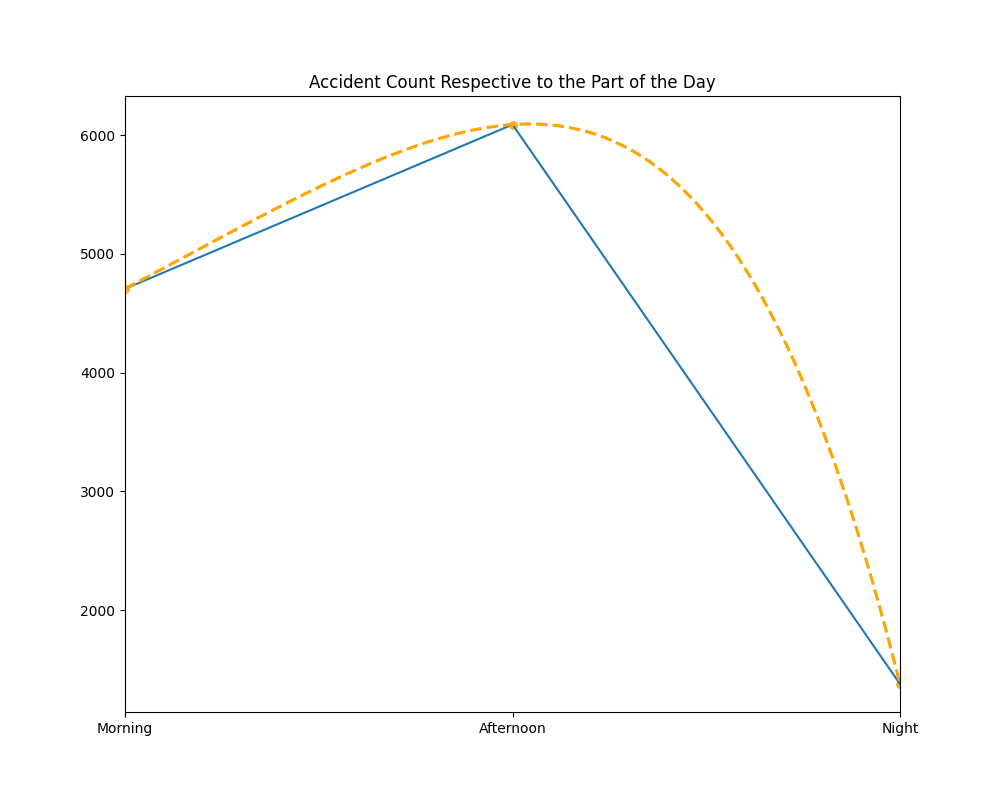 Accident Count Respective to the Part of the Day
6000
5000
4000
3000
2000
Morning
Afternoon
Night